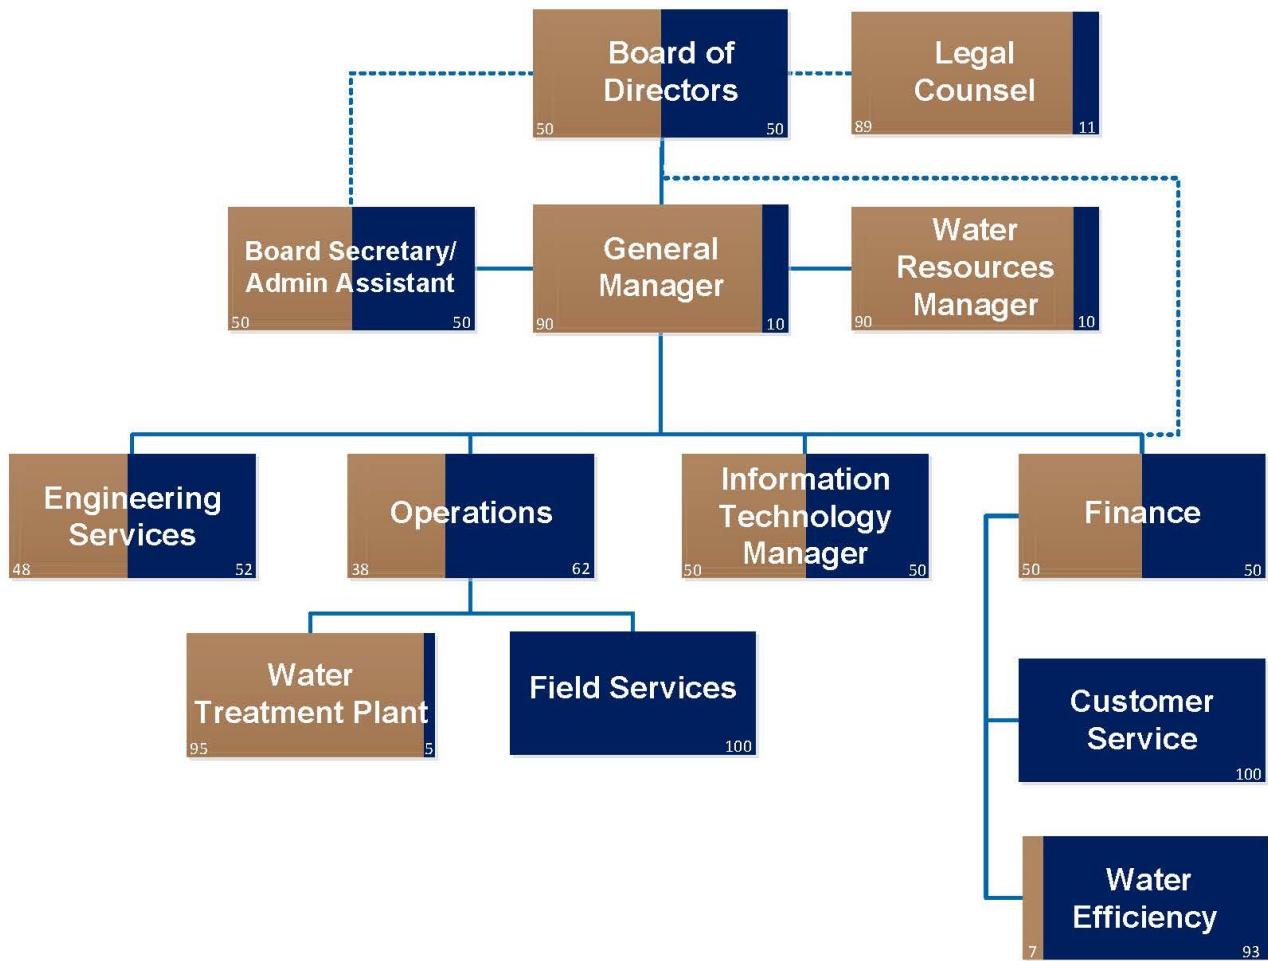 Board of
Directors
50 50
Legal
Counsel
89 11
Board Secretary/
Admin Assistant
50 50
General
Manager
90 10
Water
Resources
Manager
90 10
Engineering
Services
48 52
Operations
38 62
Information
Technology
Manager
50 50
Finance
50 50
Water
Treatment Plant
95 5
Field Services
100
Customer
Service
100
Water
Efficiency
7 93